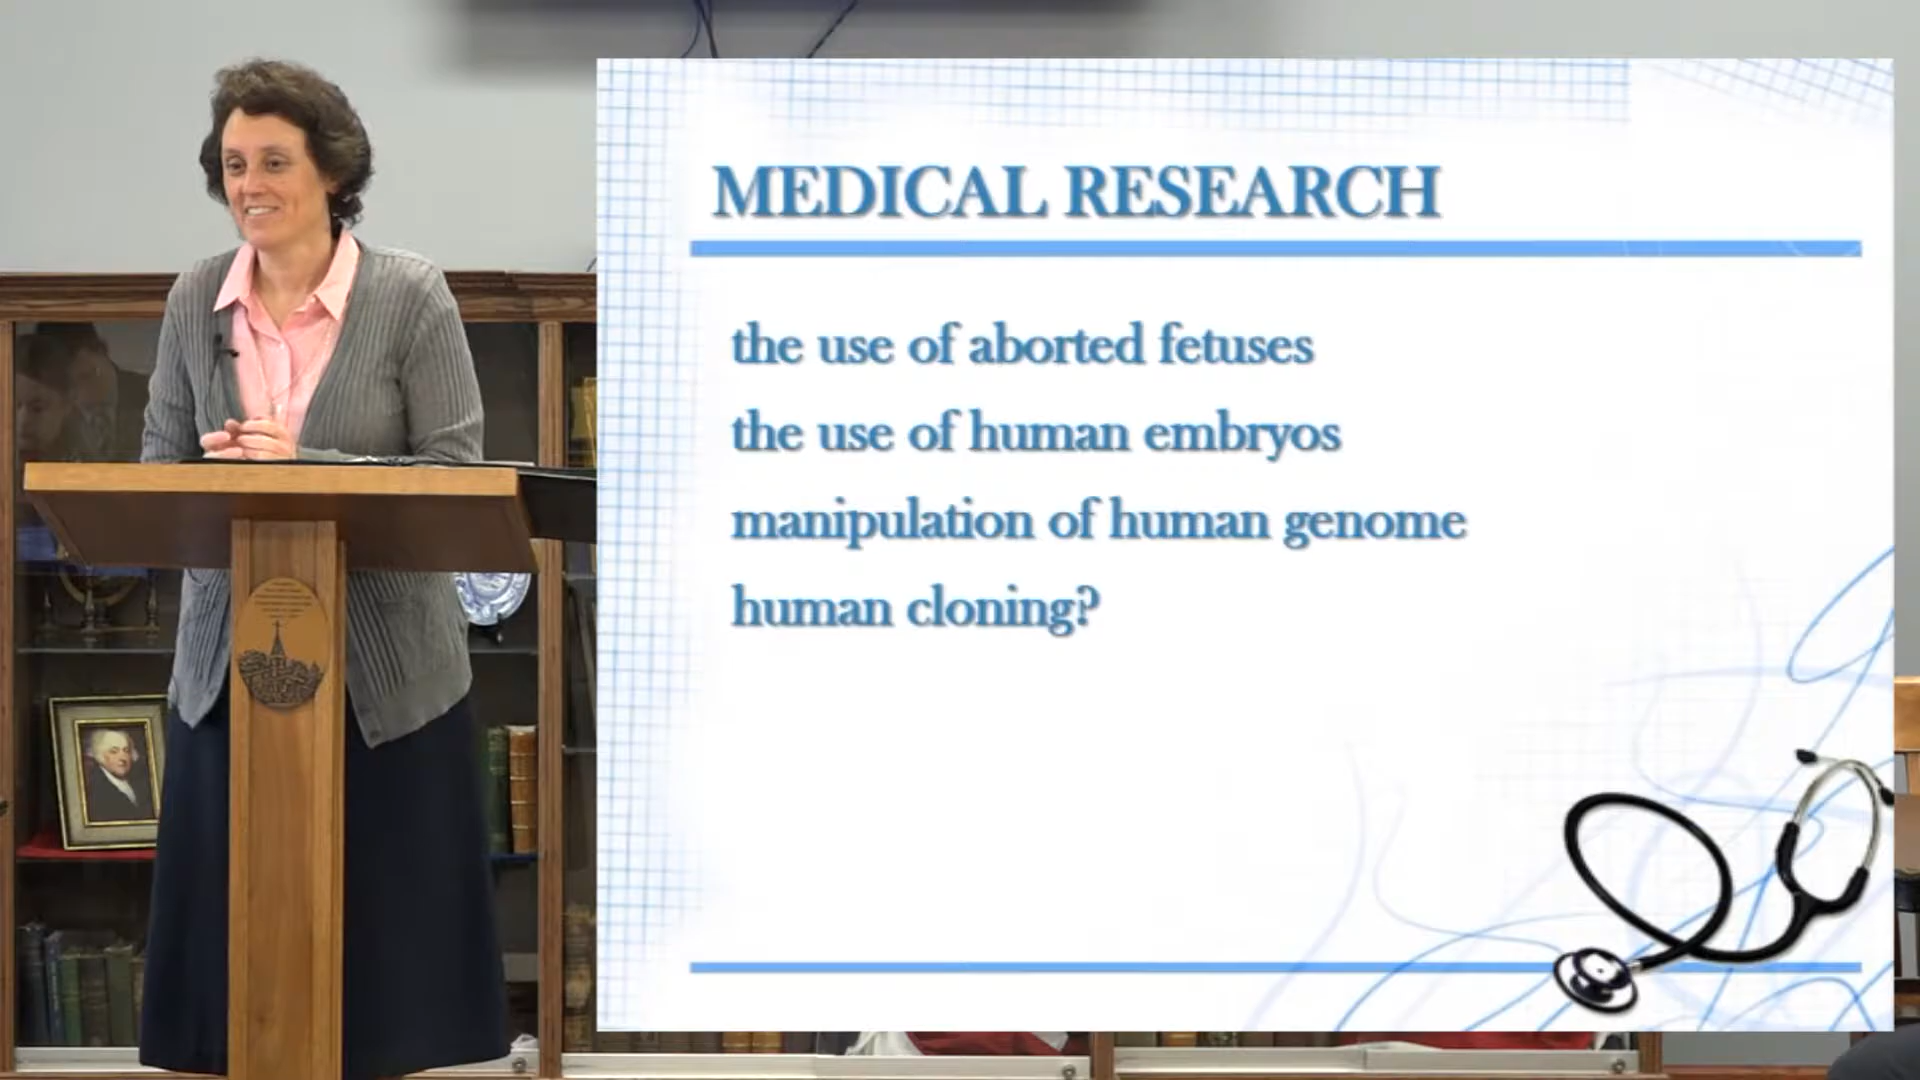 MEDICAL RESEARCH
the use of aborted fetuses
the use of human embryos
manipulation of human genome
human cloning?